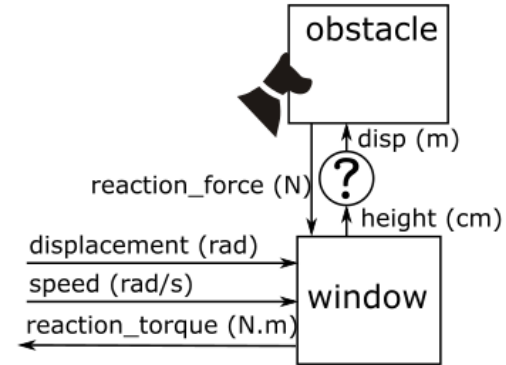 obstacle
disp (m)
?
reaction_force (N)
height (cm)
displacement (rad)
speed (rad/s)
window
reaction_torque (N.m)